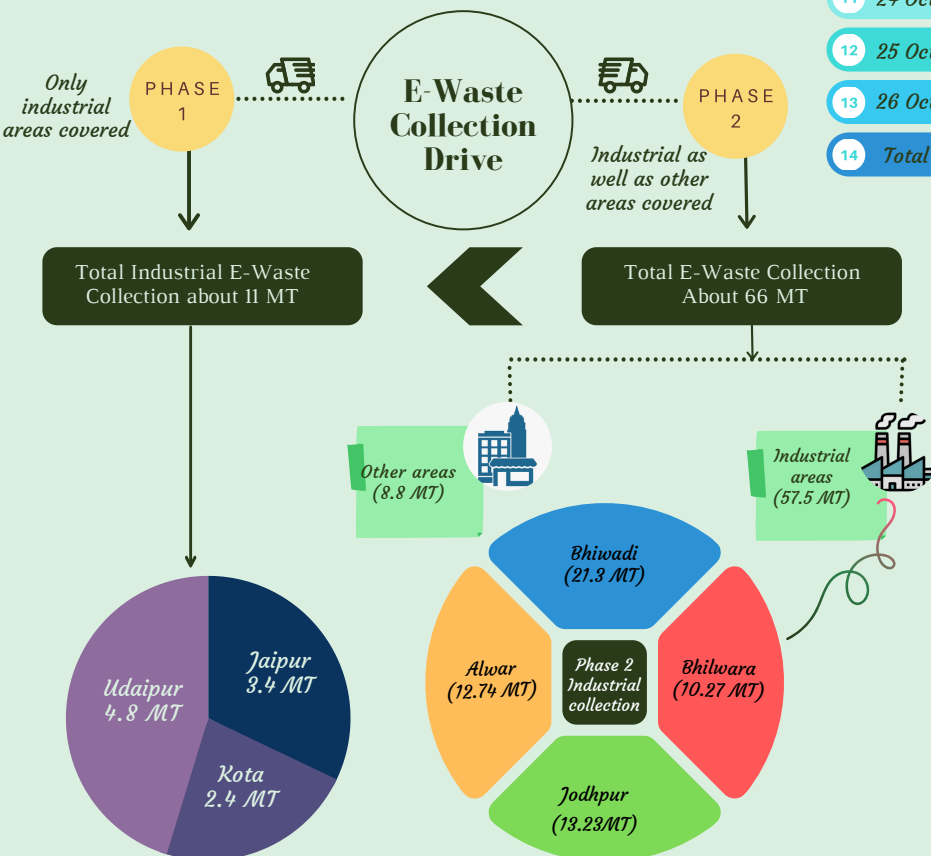 E-Waste
Collection
Drive
PHASE
1
Only
industrial
areas covered
PHASE
2
Industrial as
well as other
areas covered
12
25
13
26
14
Total
Total Industrial E-Waste
Collection about 11 MT
Total E-Waste Collection
About 66 MT
Other areas
(8.8 MT)
Industrial
areas
(57.5 MT)
Udaipur
4.8 MT
Jaipur
3.4 MT
Kota
2.4 MT
Bhiwadi
(21.3 MT)
Alwar
(12.74 MT)
Phase 2
Industrial
collection
Bhilwara
(10.27 MT)
Jodhpur
(13.23MT)